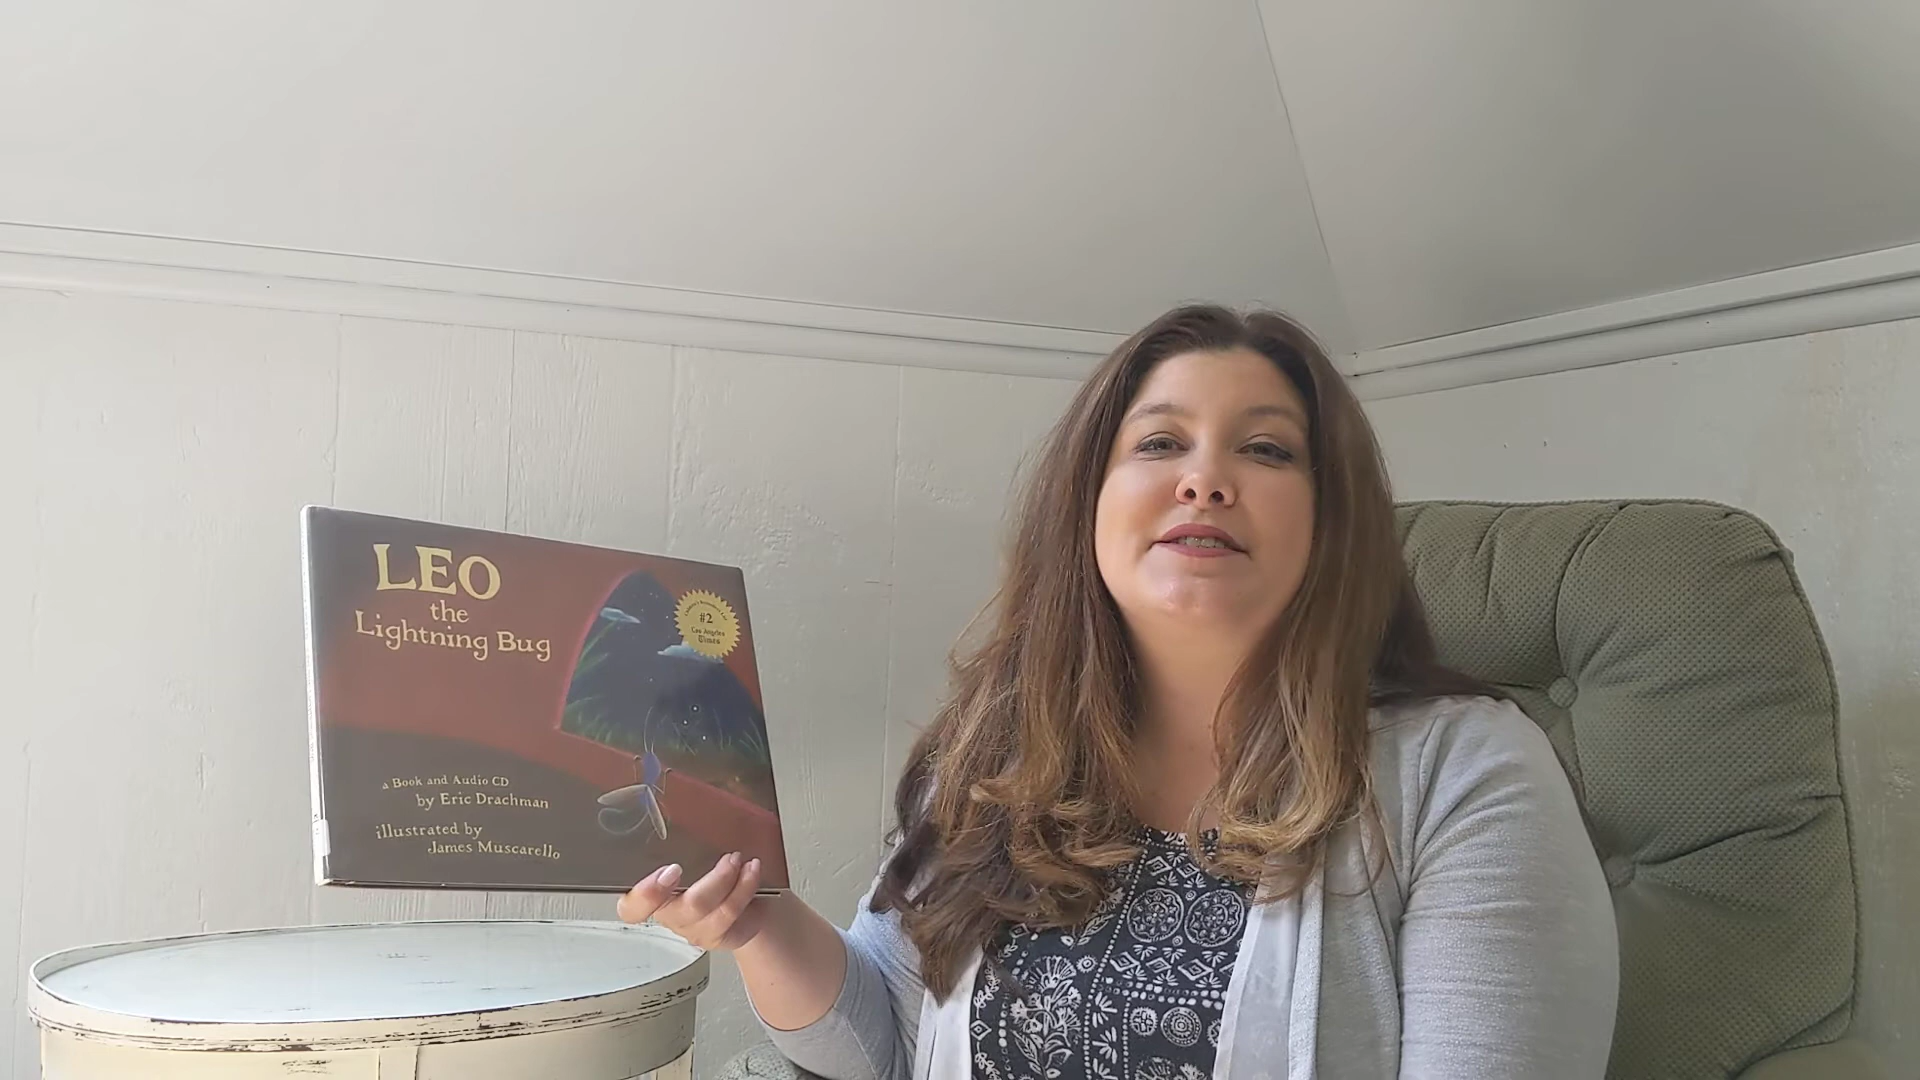 LEO
the
Lightning Bug
#2
Los Angeles
Times
a Book and Audio CD
by Eric Drachman
illustrated by
James Muscarello